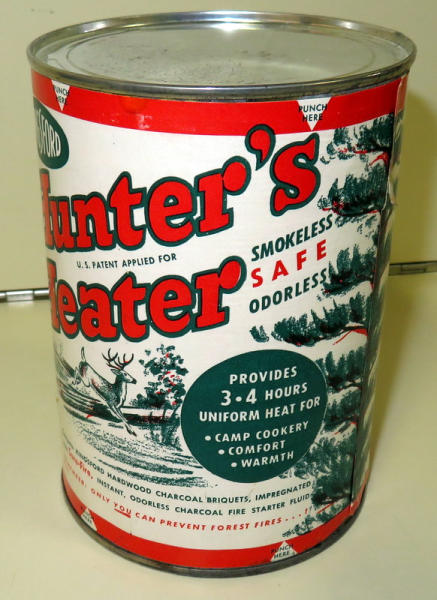 PUNCH
HERE
PUNCH
HERE
Hunter's
U.S. PATENT APPLIED FOR
Heater
SMOKELESS
SAFE
ODORLESS
PROVIDES
3-4 HOURS
UNIFORM HEAT FOR
• CAMP COOKERY
• COMFORT
• WARMTH
KINGSFORD HARDWOOD CHARCOAL BRIQUETS, IMPREGNATED
INSTANT, ODORLESS CHARCOAL FIRE STARTER FLUID
ONLY YOU CAN PREVENT FOREST FIRES...!!
PUNCH
HERE